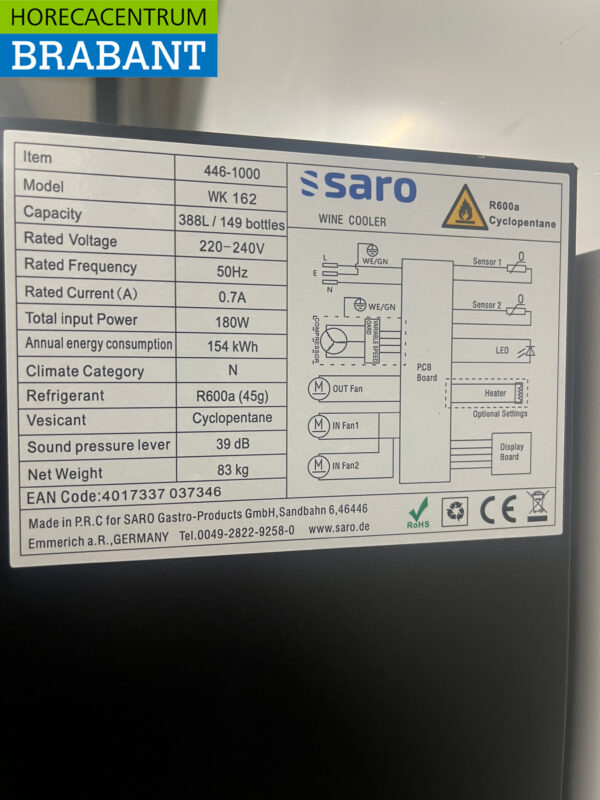 HORECACENTRUM
BRABANT
Item 446-1000
Model WK 162
Capacity 388L / 149 bottles
Rated Voltage 220-240V
Rated Frequency 50Hz
Rated Current (A) 0.7A
Total input Power 180W
Annual energy consumption 154 kWh
Climate Category N
Refrigerant R600a (45g)
Vesicant Cyclopentane
Sound pressure lever 39 dB
Net Weight 83 kg
EAN Code:4017337 037346
saro
WINE COOLER
R600a
Cyclopentane
L
E
N
WE/GN
WE/GN
COMPRESSOR
VARIABLE SPEED
BOARD
M OUT Fan
M IN Fan1
M IN Fan2
PCB
Board
Sensor 1
Sensor 2
LED
Heater
Optional Settings
Display
Board
Made in P.R.C for SARO Gastro-Products GmbH,Sandbahn 6,46446
Emmerich a.R.,GERMANY Tel.0049-2822-9258-0 www.saro.de
RoHS
CE